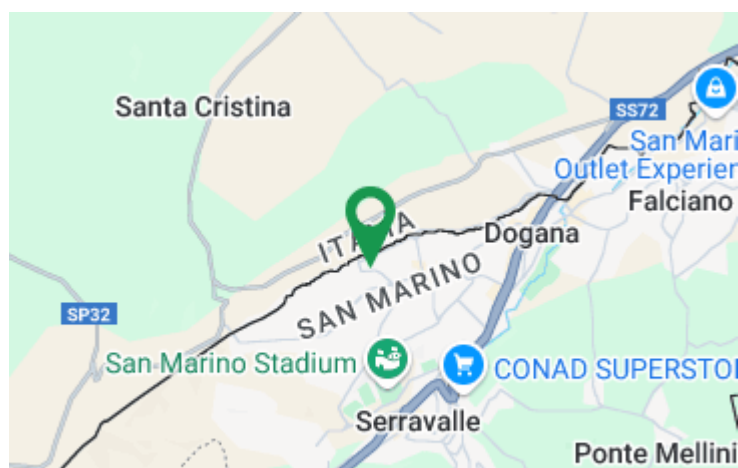 Santa Cristina
SS72
San Mari
Outlet Experien
Falciano
ITALIA
Dogana
SAN MARINO
SP32
San Marino Stadium
CONAD SUPERSTO
Serravalle
Ponte Mellini